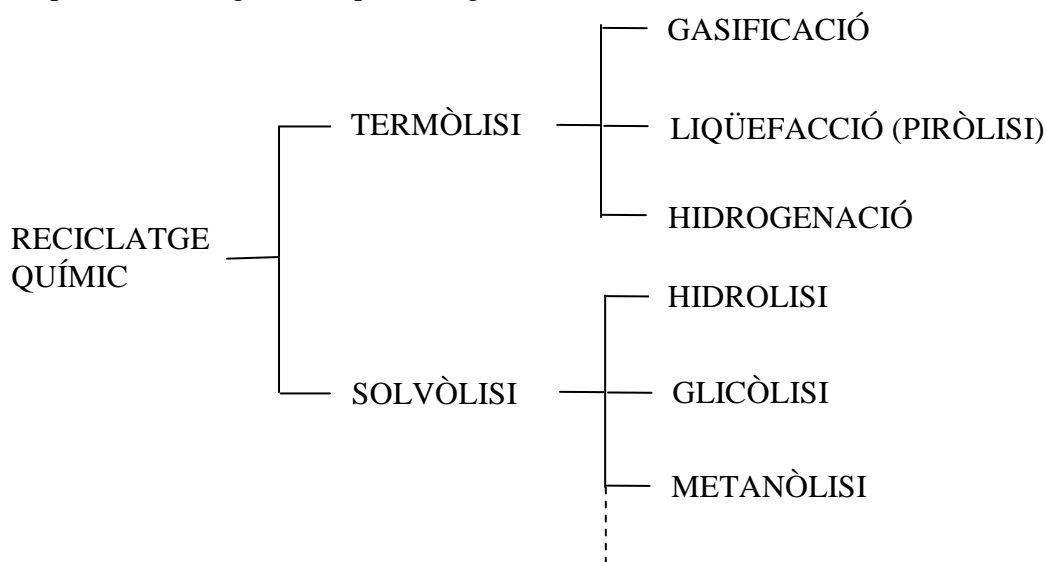 GASIFICACIÓ
TERMÒLISI
LIQÜEFACCIÓ (PIRÒLISI)
HIDROGENACIÓ
RECICLATGE
QUÍMIC
HIDROLISI
SOLVÒLISI
GLICÒLISI
METANÒLISI